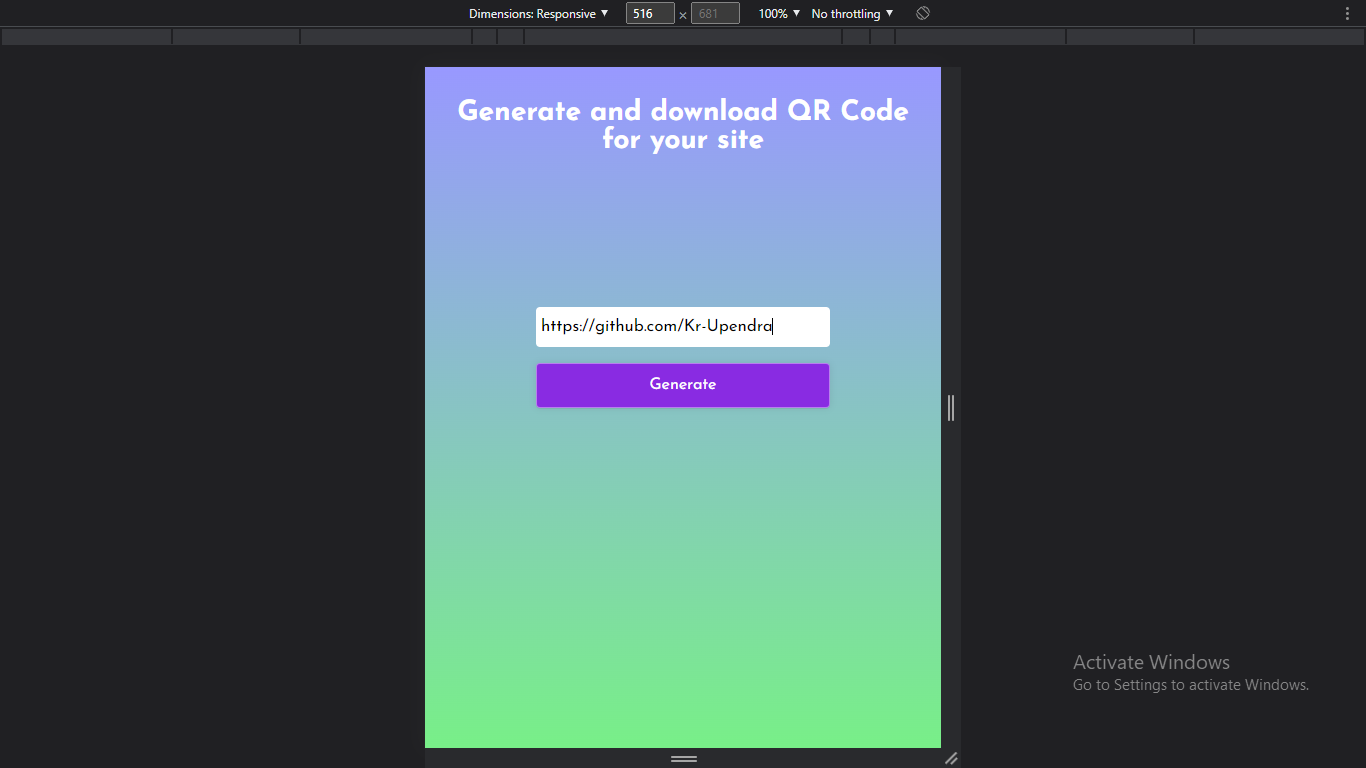 Dimensions: Responsive ▼ 516 × 681 100% ▼ No throttling ▼
Generate and download QR Code
for your site
https://github.com/Kr-Upendra
Generate
Activate Windows
Go to Settings to activate Windows.